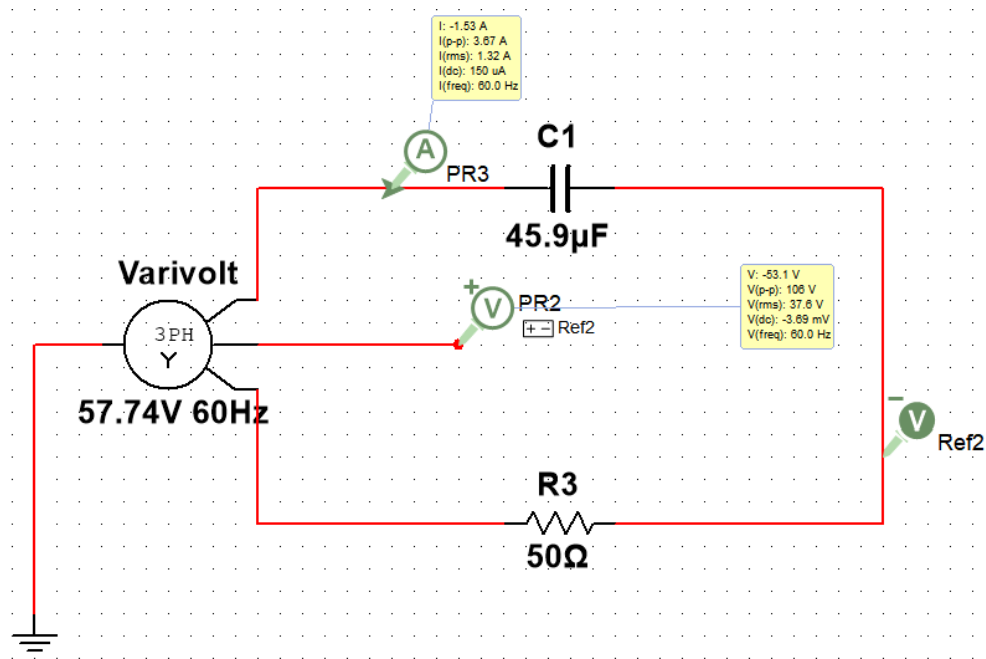 I: -1.53 A
I(p-p): 3.67 A
I(rms): 1.32 A
I(dc): 150 uA
I(freq): 60.0 Hz
A
PR3
C1
45.9µF
Varivolt
3PH
Y
57.74V 60Hz
+
V
PR2
+ −
Ref2
V: -53.1 V
V(p-p): 106 V
V(rms): 37.6 V
V(dc): -3.69 mV
V(freq): 60.0 Hz
−
V
Ref2
R3
50Ω